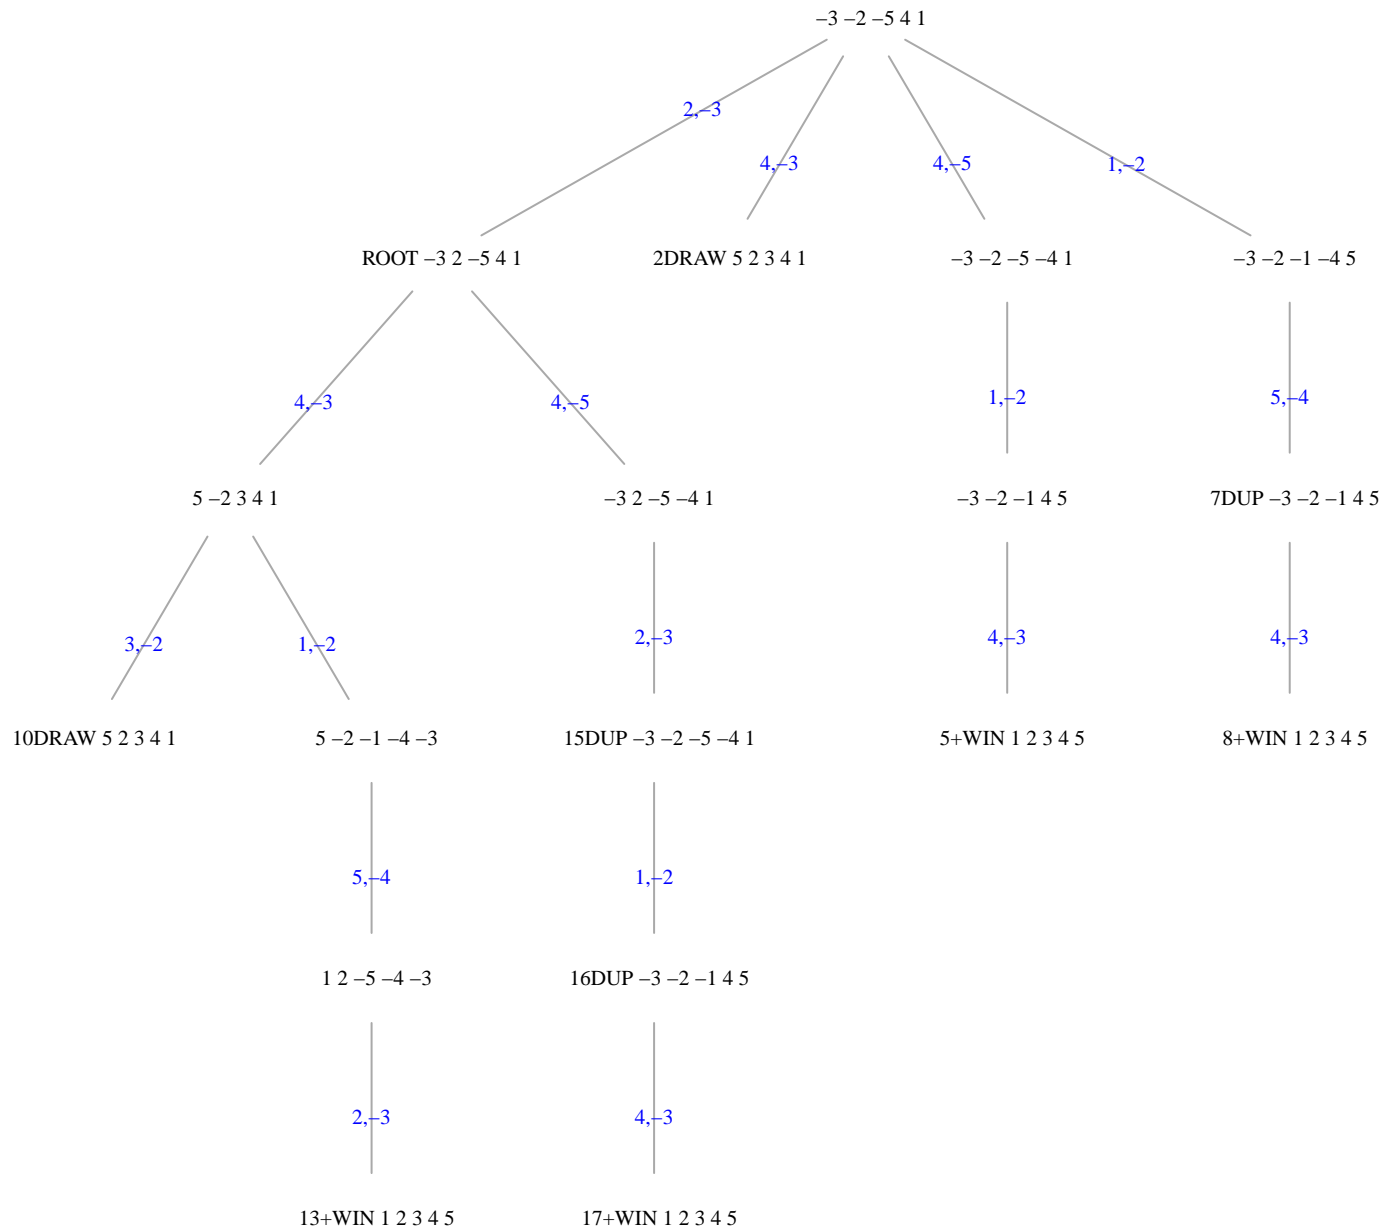 –3 –2 –5 4 1
2,–3
4,–3
4,–5
1,–2
ROOT –3 2 –5 4 1
2DRAW 5 2 3 4 1
–3 –2 –5 –4 1
–3 –2 –1 –4 5
4,–3
4,–5
1,–2
5,–4
5 –2 3 4 1
–3 2 –5 –4 1
–3 –2 –1 4 5
7DUP –3 –2 –1 4 5
3,–2
1,–2
2,–3
4,–3
4,–3
10DRAW 5 2 3 4 1
5 –2 –1 –4 –3
15DUP –3 –2 –5 –4 1
5+WIN 1 2 3 4 5
8+WIN 1 2 3 4 5
5,–4
1,–2
1 2 –5 –4 –3
16DUP –3 –2 –1 4 5
2,–3
4,–3
13+WIN 1 2 3 4 5
17+WIN 1 2 3 4 5